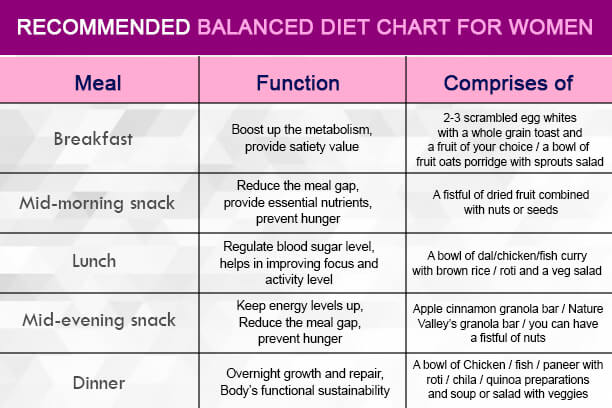 RECOMMENDED BALANCED DIET CHART FOR WOMEN
Meal
Function
Comprises of
Breakfast
Boost up the metabolism,
provide satiety value
2-3 scrambled egg whites
with a whole grain toast and
a fruit of your choice / a bowl of
fruit oats porridge with sprouts salad
Mid-morning snack
Reduce the meal gap,
provide essential nutrients,
prevent hunger
A fistful of dried fruit combined
with nuts or seeds
Lunch
Regulate blood sugar level,
helps in improving focus and
activity level
A bowl of dal/chicken/fish curry
with brown rice / roti and a veg salad
Mid-evening snack
Keep energy levels up,
Reduce the meal gap,
prevent hunger
Apple cinnamon granola bar / Nature
Valley's granola bar / you can have
a fistful of nuts
Dinner
Overnight growth and repair,
Body's functional sustainability
A bowl of Chicken / fish / paneer with
roti / chila / quinoa preparations
and soup or salad with veggies